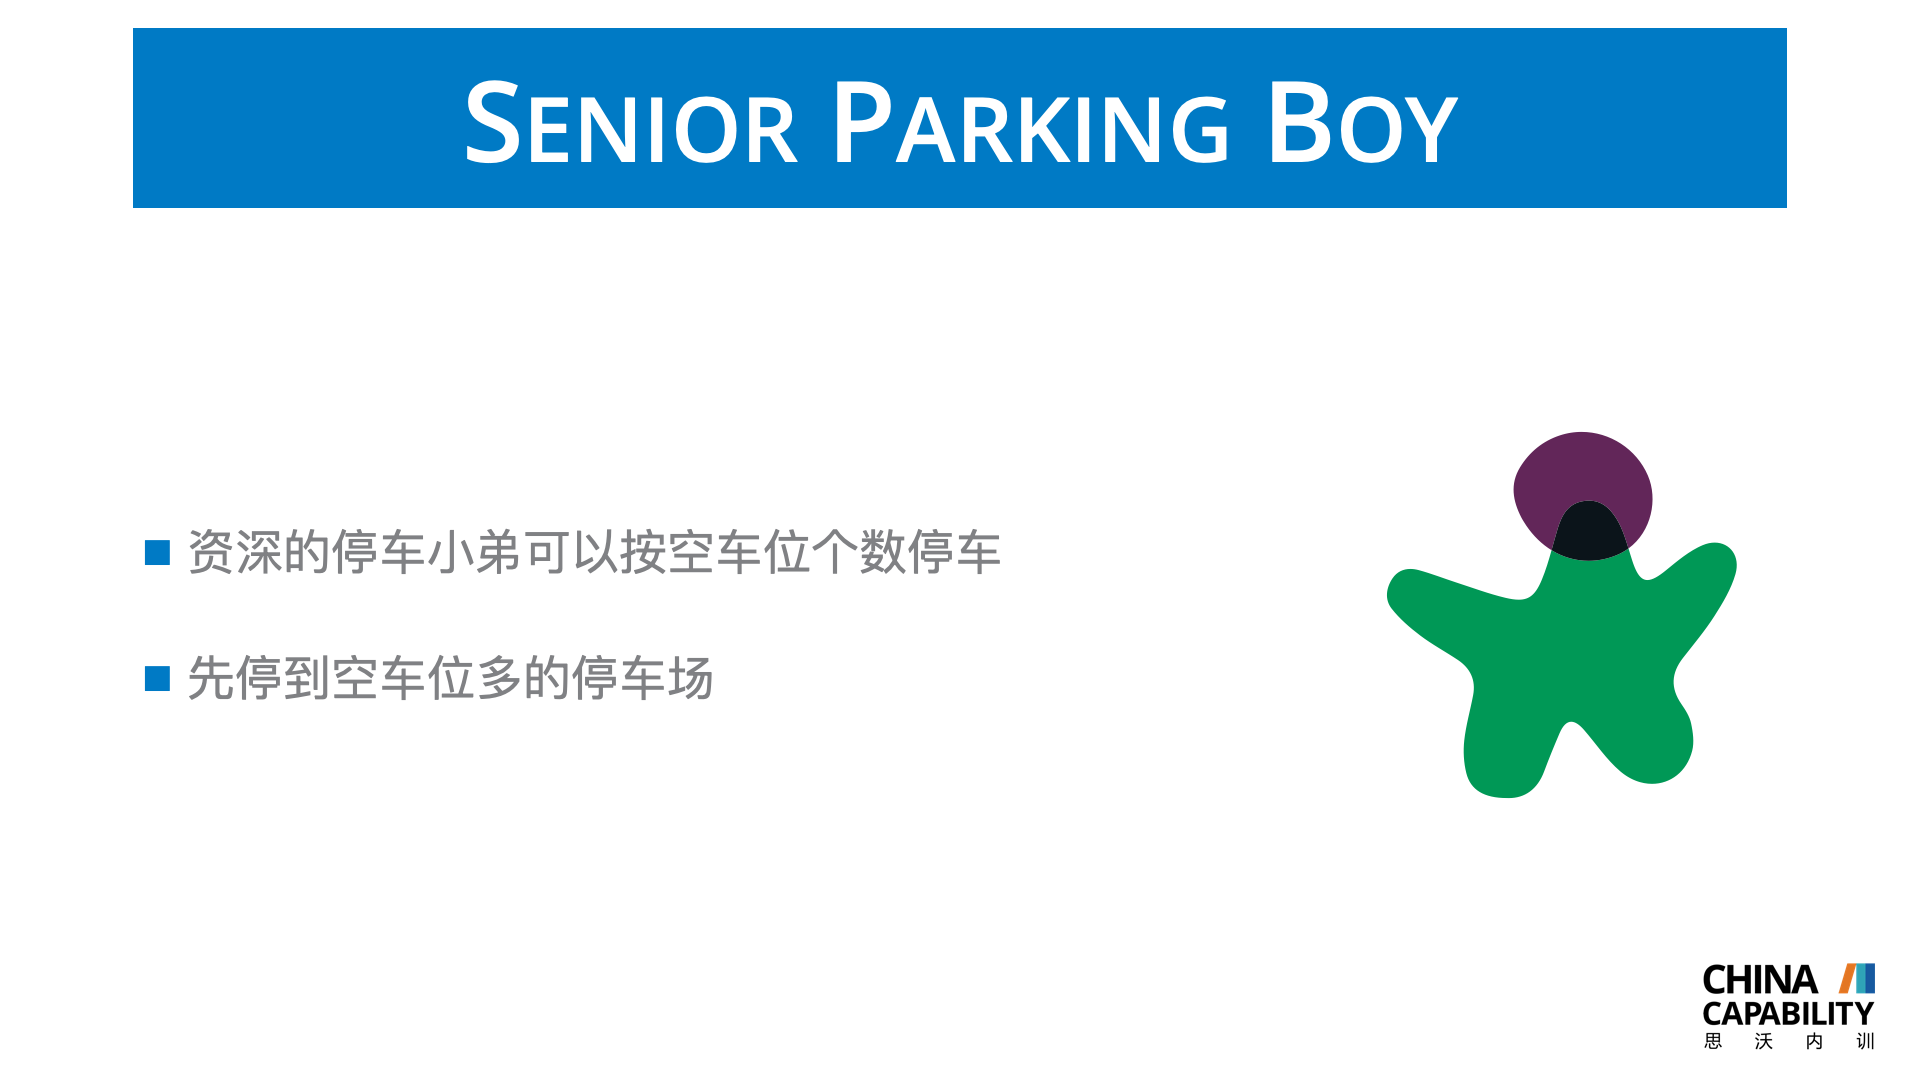 SENIOR PARKING BOY
资深的停车小弟可以按空车位个数停车
先停到空车位多的停车场
CHINA
CAPABILITY
思沃内训